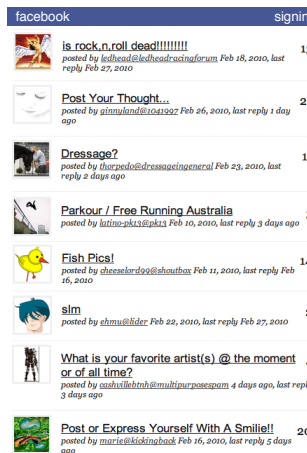 facebook signin
is rock,n,roll dead!!!!!!!!!
posted by ledhead@ledheadracingforum Feb 18, 2010, last
reply Feb 27, 2010
Post Your Thought...
posted by ginnyland@1041997 Feb 26, 2010, last reply 1 day
ago
Dressage?
posted by thorpedo@dressageingeneral Feb 23, 2010, last
reply 2 days ago
Parkour / Free Running Australia
posted by latino-pk13@pk13 Feb 10, 2010, last reply 3 days ago
Fish Pics!
posted by cheeselord99@shoutbox Feb 11, 2010, last reply Feb
16, 2010
slm
posted by ehmu@lider Feb 22, 2010, last reply Feb 27, 2010
What is your favorite artist(s) @ the moment
or of all time?
posted by cashvillebtnh@multipurposespam 4 days ago, last repl
3 days ago
Post or Express Yourself With A Smilie!!
posted by marie@kickingback Feb 16, 2010, last reply 5 days
ago